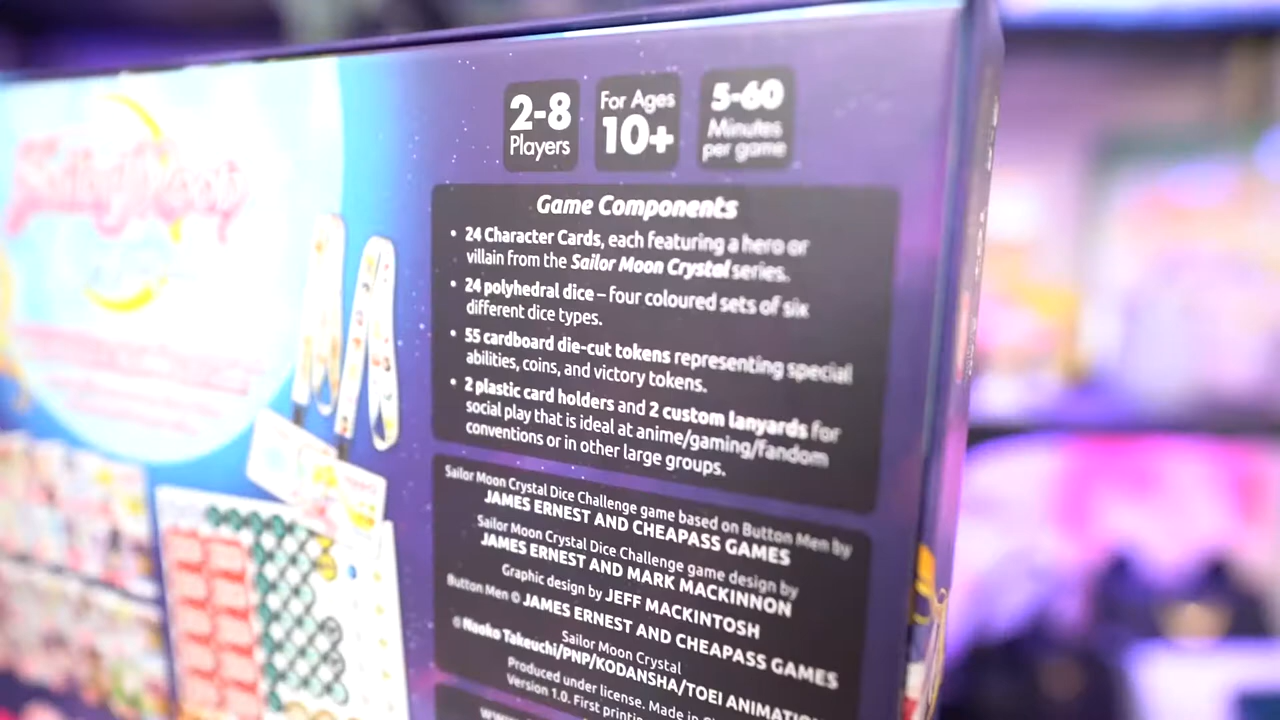 2-8
Players
For Ages
10+
5-60
Minutes
per game
Game Components
• 24 Character Cards, each featuring a hero or
villain from the Sailor Moon Crystal series.
• 24 polyhedral dice – four coloured sets of six
different dice types.
• 55 cardboard die-cut tokens representing special
abilities, coins, and victory tokens.
• 2 plastic card holders and 2 custom lanyards for
social play that is ideal at anime/gaming/fandom
conventions or in other large groups.
Sailor Moon Crystal Dice Challenge game based on Button Men by
JAMES ERNEST AND CHEAPASS GAMES
Sailor Moon Crystal Dice Challenge game design by
JAMES ERNEST AND MARK MACKINNON
Graphic design by JEFF MACKINTOSH
Button Men © JAMES ERNEST AND CHEAPASS GAMES
Sailor Moon Crystal
© Naoko Takeuchi/PNP/KODANSHA/TOEI ANIMATION
Produced under license. Made in
Version 1.0. First printing
Sailor Moon